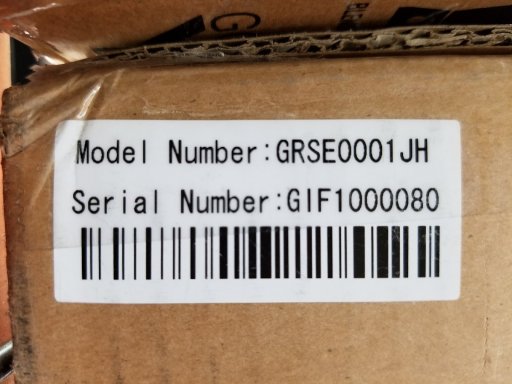 Model Number:GRSE0001JH
Serial Number:GIF1000080